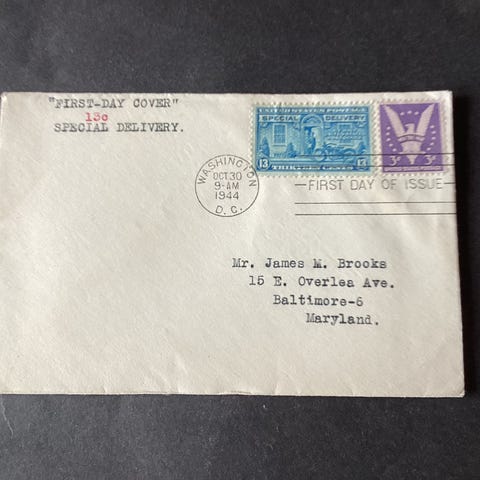 "FIRST-DAY COVER"
13c
SPECIAL DELIVERY.
UNITED STATES POSTAGE
SPECIAL DELIVERY
13 13
THIRTEEN CENTS
3¢ 3¢
WASHINGTON
OCT 30
9-AM
1944
D. C.
FIRST DAY OF ISSUE
Mr. James M. Brooks
15 E. Overlea Ave.
Baltimore-6
Maryland.